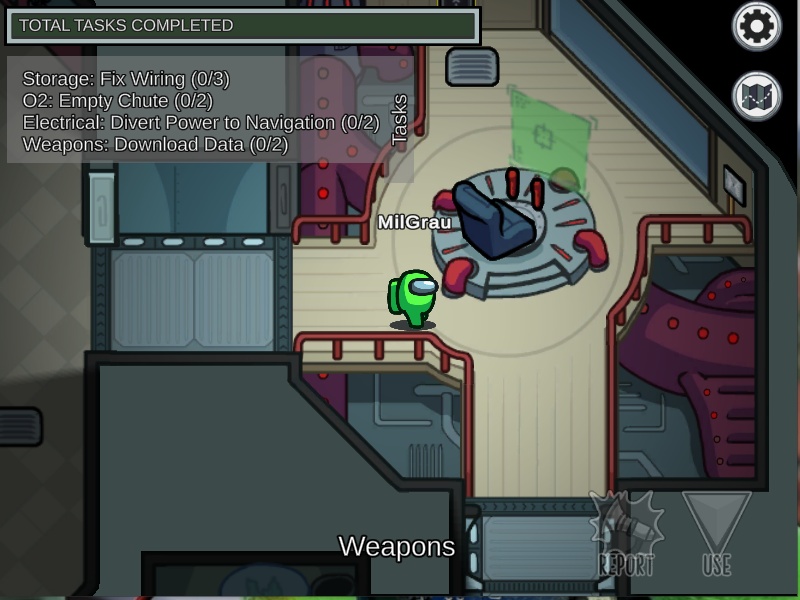 TOTAL TASKS COMPLETED
Storage: Fix Wiring (0/3)
O2: Empty Chute (0/2)
Electrical: Divert Power to Navigation (0/2)
Weapons: Download Data (0/2)
Tasks
MilGrau
Weapons
REPORT
USE